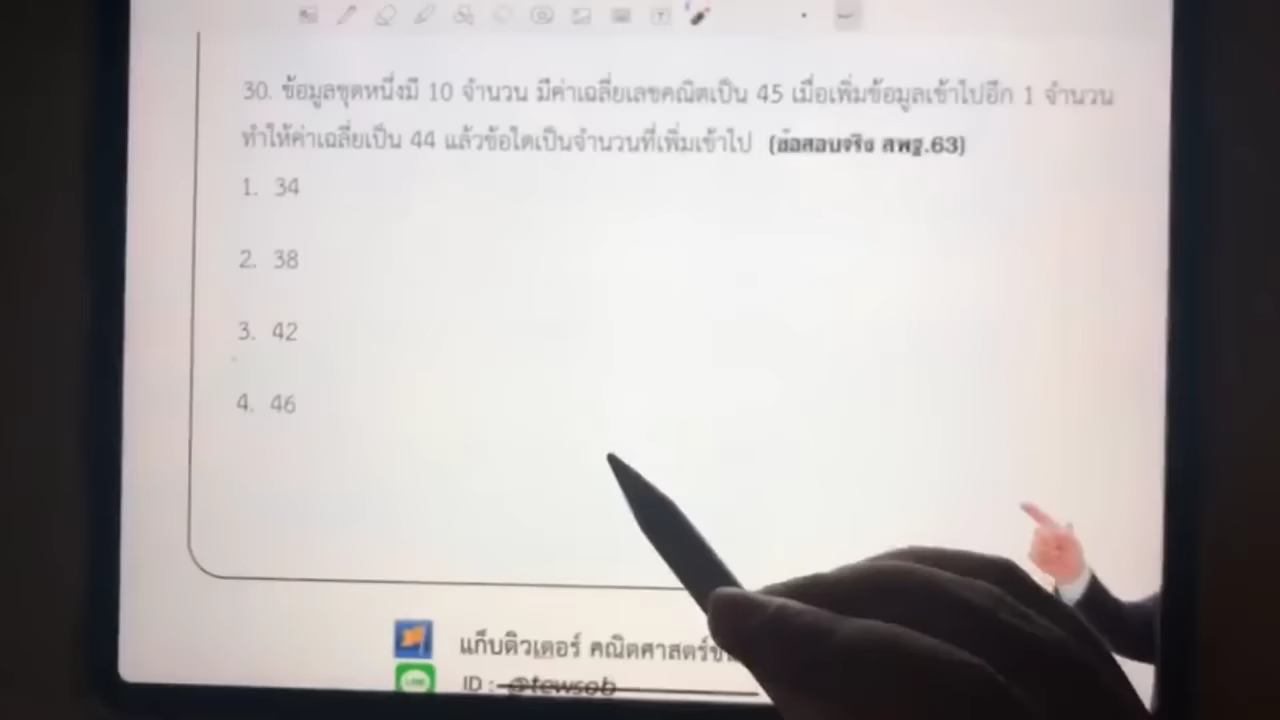 30. ข้อมูลชุดหนึ่งมี 10 จำนวน มีค่าเฉลี่ยเลขคณิตเป็น 45 เมื่อเพิ่มข้อมูลเข้าไปอีก 1 จำนวน
ทำให้ค่าเฉลี่ยเป็น 44 แล้วข้อใดเป็นจำนวนที่เพิ่มเข้าไป (ข้อสอบจริง สพฐ.63)
1. 34
2. 38
3. 42
4. 46
แก็บติวเตอร์ คณิตศาสตร์
ID : @tewsob